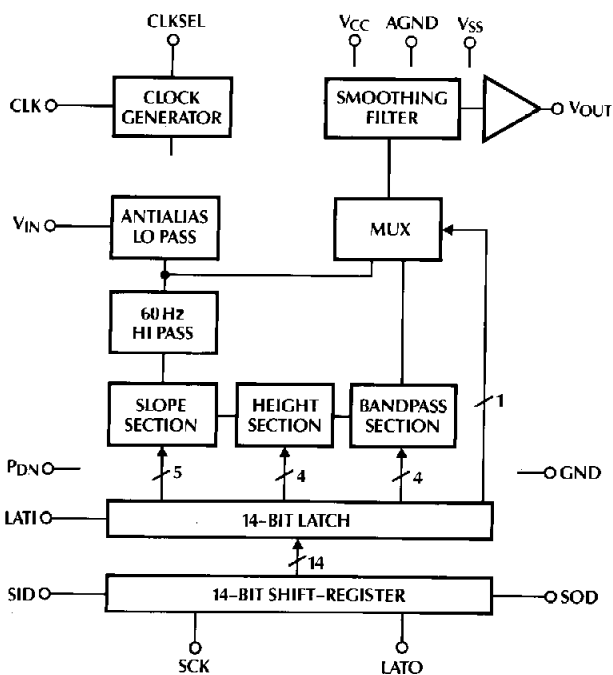 CLKSEL
VCC
AGND
VSS
CLK
CLOCK
GENERATOR
SMOOTHING
FILTER
VOUT
VIN
ANTIALIAS
LO PASS
MUX
60 Hz
HI PASS
SLOPE
SECTION
HEIGHT
SECTION
BANDPASS
SECTION
1
PDN
5
4
4
GND
LATI
14-BIT LATCH
14
SID
14-BIT SHIFT-REGISTER
SOD
SCK
LATO